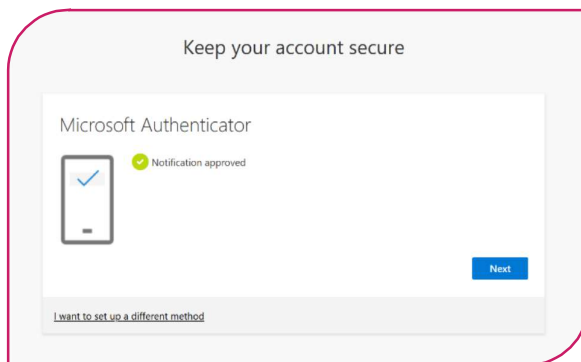 Keep your account secure
Microsoft Authenticator
Notification approved
Next
I want to set up a different method